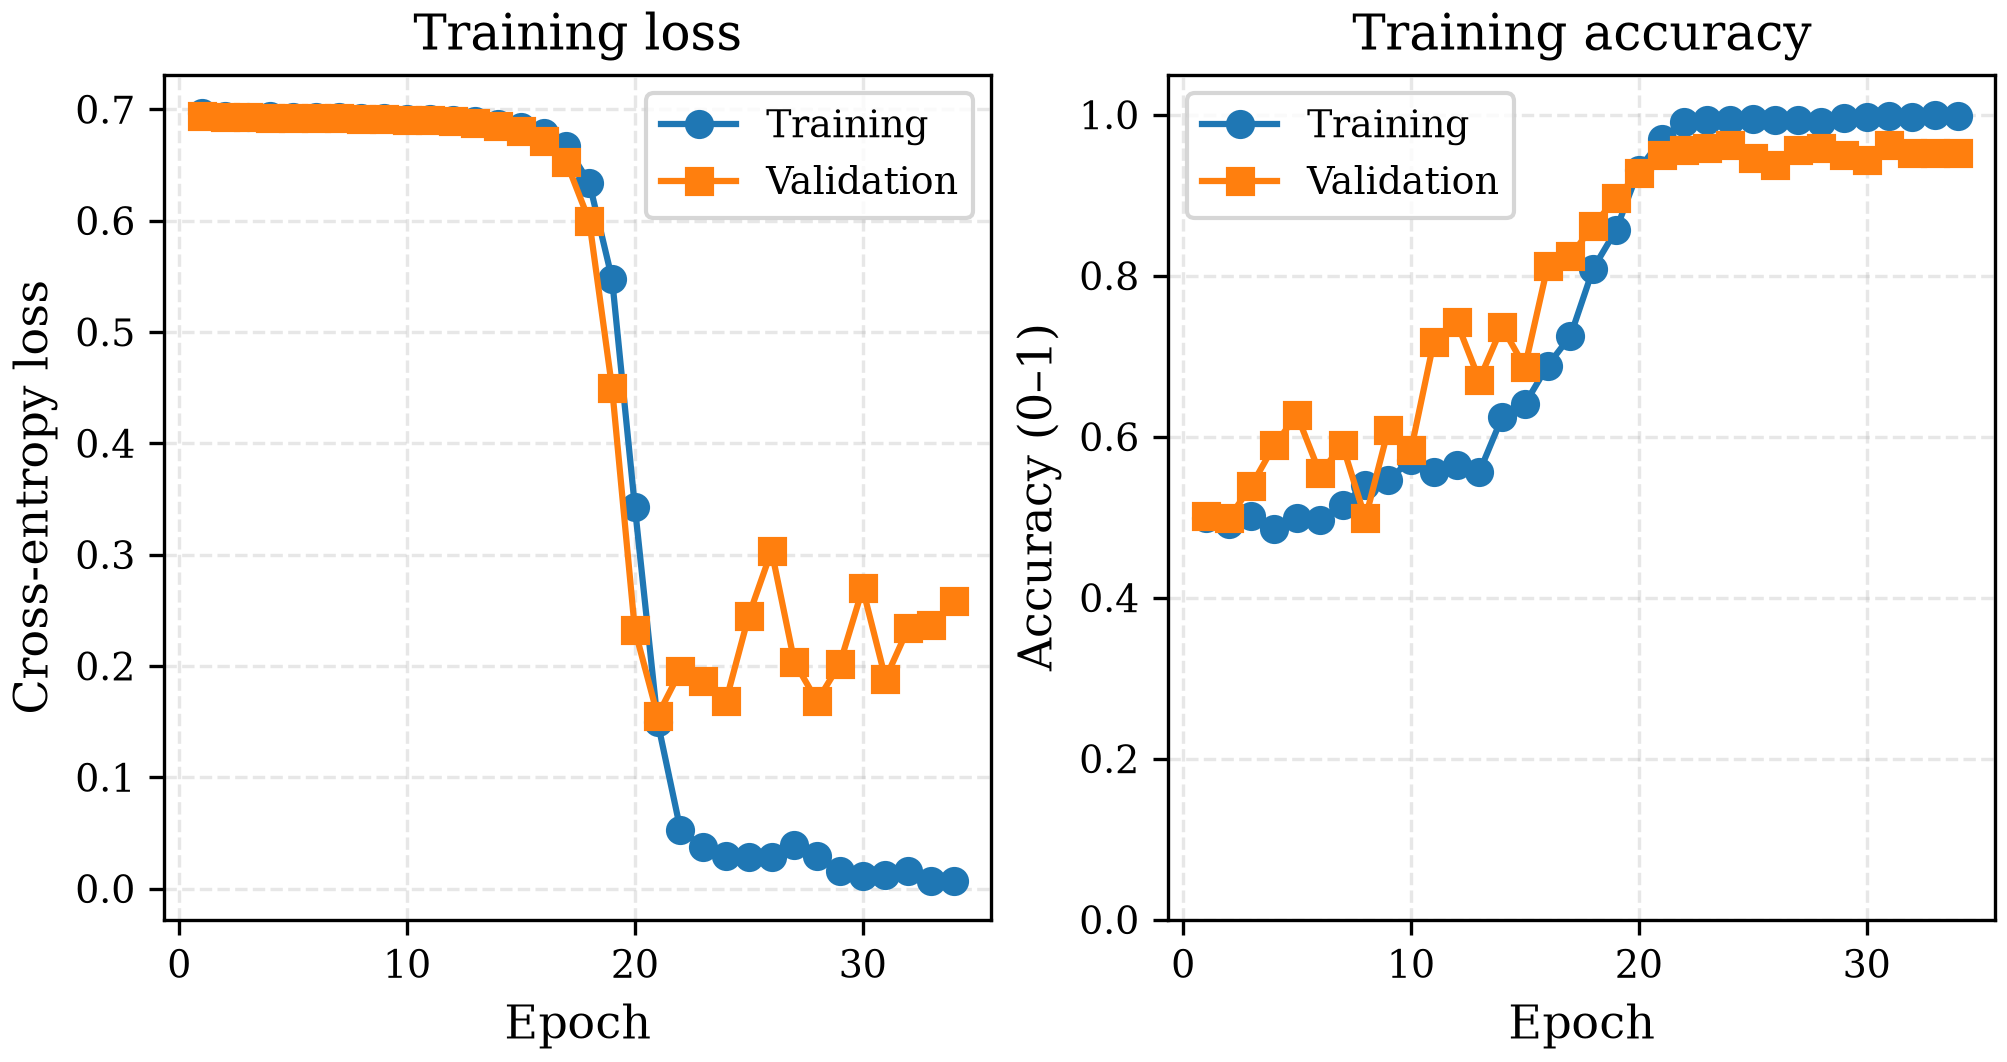 Training loss
Cross-entropy loss
0.7
0.6
0.5
0.4
0.3
0.2
0.1
0.0
Training
Validation
0 10 20 30
Epoch
Training accuracy
Accuracy (0–1)
1.0
0.8
0.6
0.4
0.2
0.0
Training
Validation
0 10 20 30
Epoch